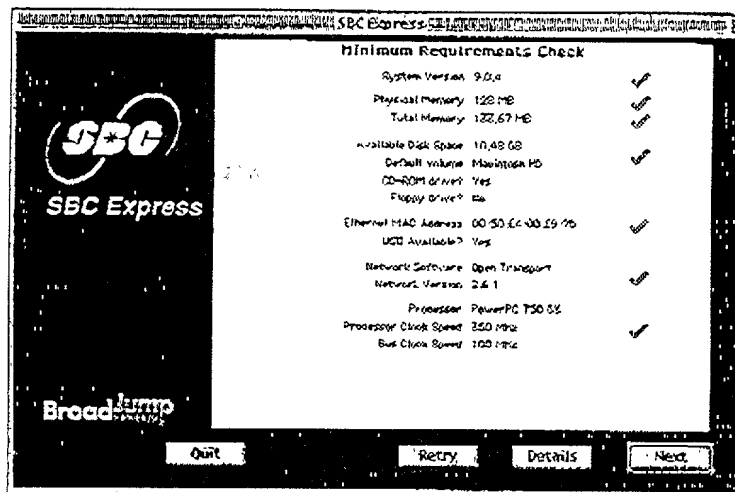 SBC Express
Minimum Requirements Check
System Version 9.0.4
Physical Memory 128 MB
Total Memory 127.67 MB
Available Disk Space 10.48 GB
Default Volume Macintosh HD
CD-ROM drive? Yes
Floppy drive? No
Ethernet MAC Address
USB Available? Yes
Network Software Open Transport
Network Version 2.6.1
Processor PowerPC 750
Processor Clock Speed 350 MHz
Bus Clock Speed 100 MHz
SBC
SBC Express
BroadJump
Quit
Retry
Details
Next